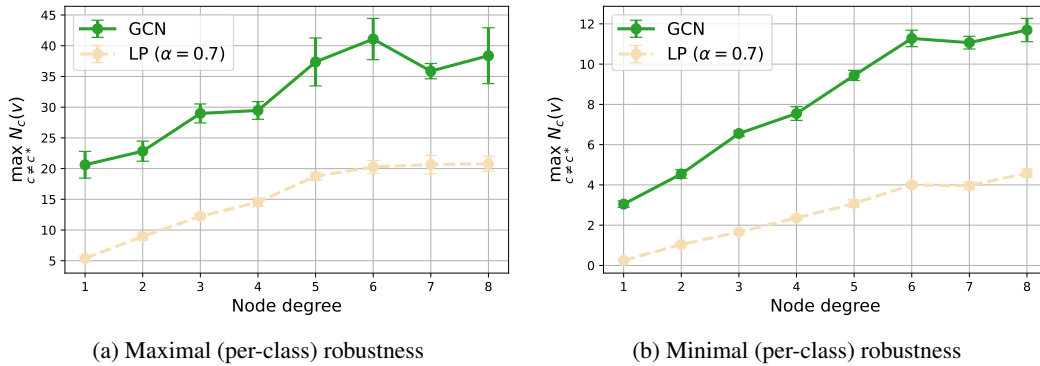 45
40
35
30
25
20
15
10
5
max N_c(v)
c≠c*
GCN
LP (α = 0.7)
1 2 3 4 5 6 7 8
Node degree
(a) Maximal (per-class) robustness
12
10
8
6
4
2
0
max N_c(v)
c≠c*
GCN
LP (α = 0.7)
1 2 3 4 5 6 7 8
Node degree
(b) Minimal (per-class) robustness